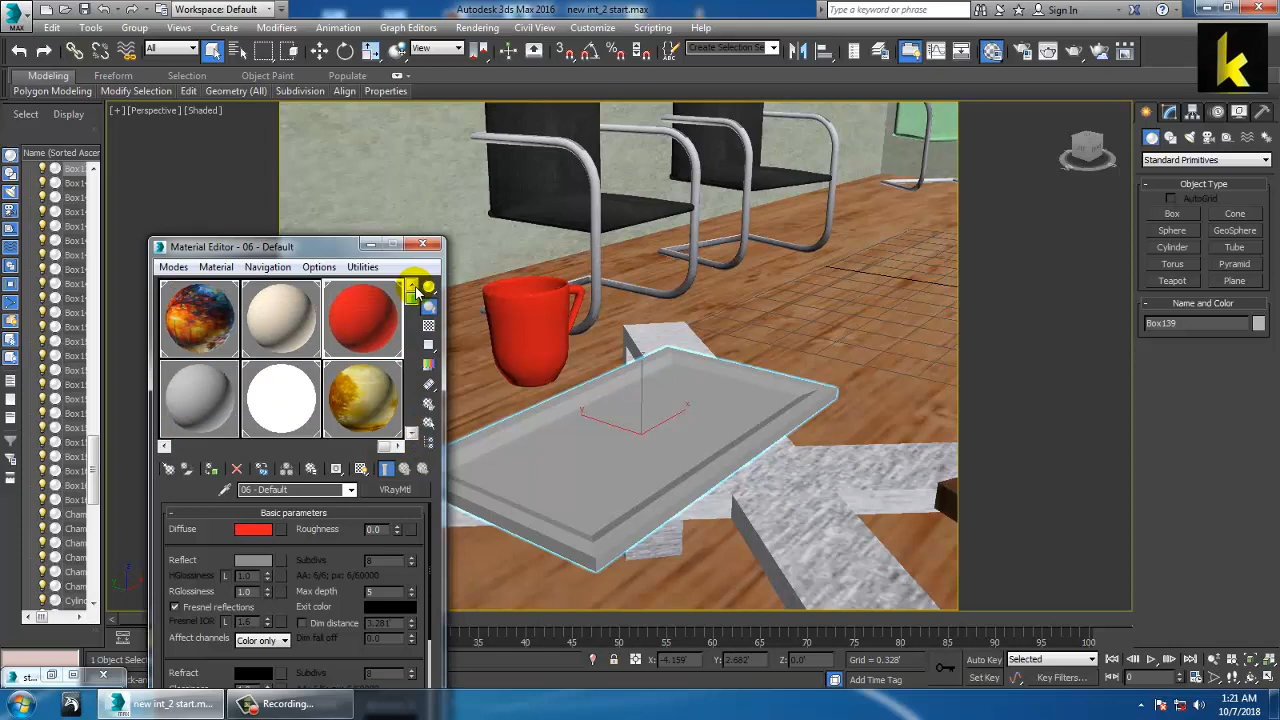 Workspace: Default
Autodesk 3ds Max 2016    new int_2 start.max
Type a keyword or phrase
Sign In
MAX
Edit Tools Group Views Create Modifiers Animation Graph Editors Rendering Civil View Customize Scripting Help
All
View
Create Selection Se
Modeling Freeform Selection Object Paint Populate
Polygon Modeling Edit Geometry (All) Subdivision Align Properties
Select Display
[+] [Perspective] [Shaded]
Name (Sorted Ascen
Standard Primitives
- Object Type
AutoGrid
Box Cone
Sphere GeoSphere
Cylinder Tube
Torus Pyramid
Teapot Plane
- Name and Color
Box139
Material Editor - 06 - Default
Modes Material Navigation Options Utilities
06 - Default VRayMtl
- Basic parameters
Diffuse Roughness 0.0
Reflect Subdivs 8
HGlossiness L 1.0 AA: 6/6; px: 6/60000
RGlossiness 1.0 Max depth 5
Fresnel reflections Exit color
Fresnel IOR L 1.6 Dim distance 3.281
Affect channels Color only Dim fall off 0.0
Refract Subdivs 8
35 40 45 50 55 60 65 70 75 80 85 90 95 100
1 Object Selec
X: -4.159' Y: 2.682' Z: 0.0' Grid = 0.328'
Add Time Tag
Auto Key Selected
Set Key Key Filters...
0
st...
new int_2 start.m...
Recording...
1:21 AM
10/7/2018
k